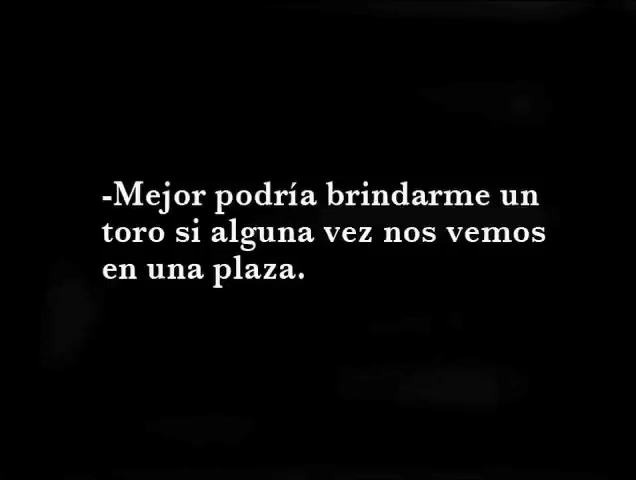 -Mejor podría brindarme un
toro si alguna vez nos vemos
en una plaza.